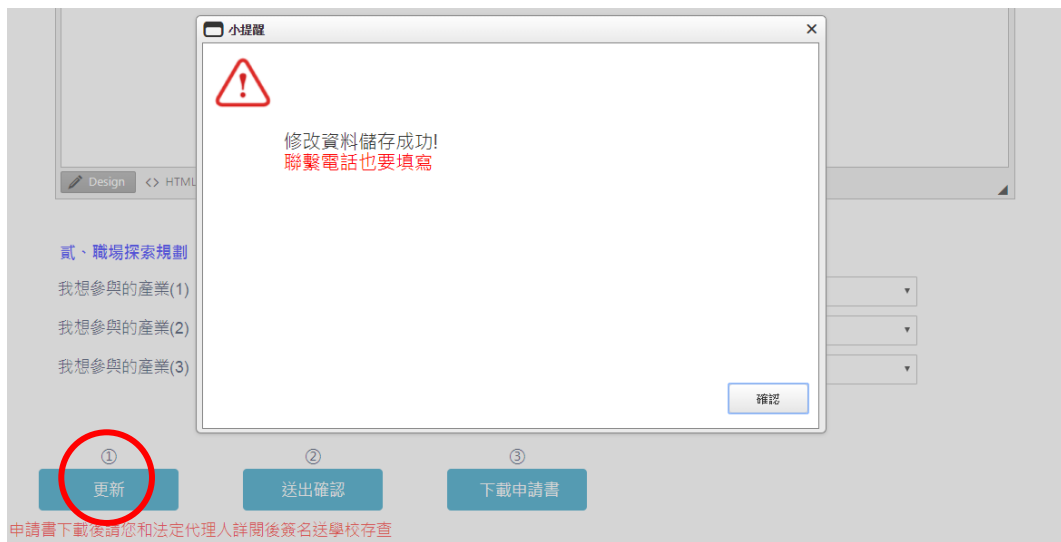 小提醒
修改資料儲存成功!
聯繫電話也要填寫
Design <> HTML
貳、職場探索規劃
我想參與的產業(1)
我想參與的產業(2)
我想參與的產業(3)
確認
① ② ③
更新 送出確認 下載申請書
申請書下載後請您和法定代理人詳閱後簽名送學校存查